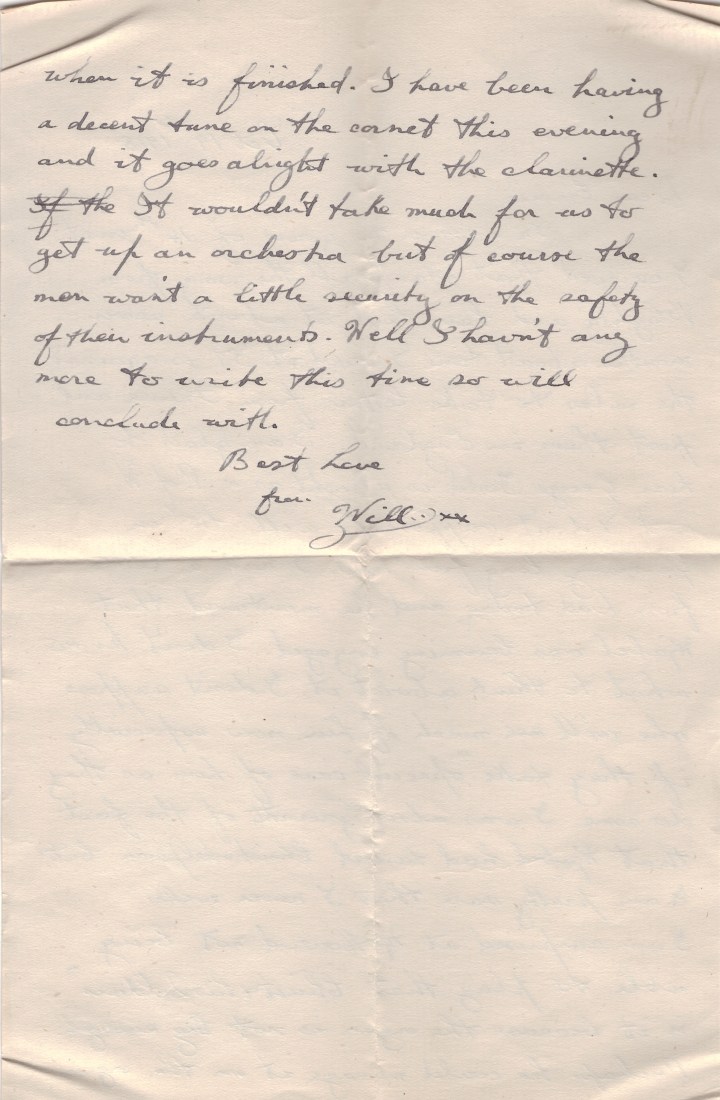 when it is finished. I have been having
a decent tune on the cornet this evening
and it goes alright with the clarinette.
If the It wouldn't take much for us to
get up an orchestra but of course the
men want a little security on the safety
of their instruments. Well I havn't any
more to write this time so will
conclude with.
Best Love
from
Will. xx